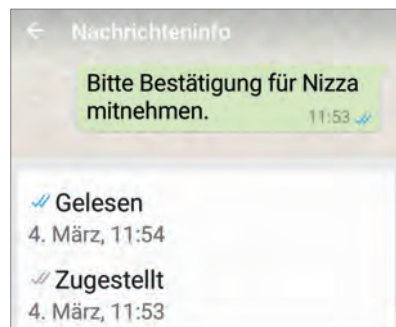 Nachrichteninfo
Bitte Bestätigung für Nizza
mitnehmen.
11:53
Gelesen
4. März, 11:54
Zugestellt
4. März, 11:53